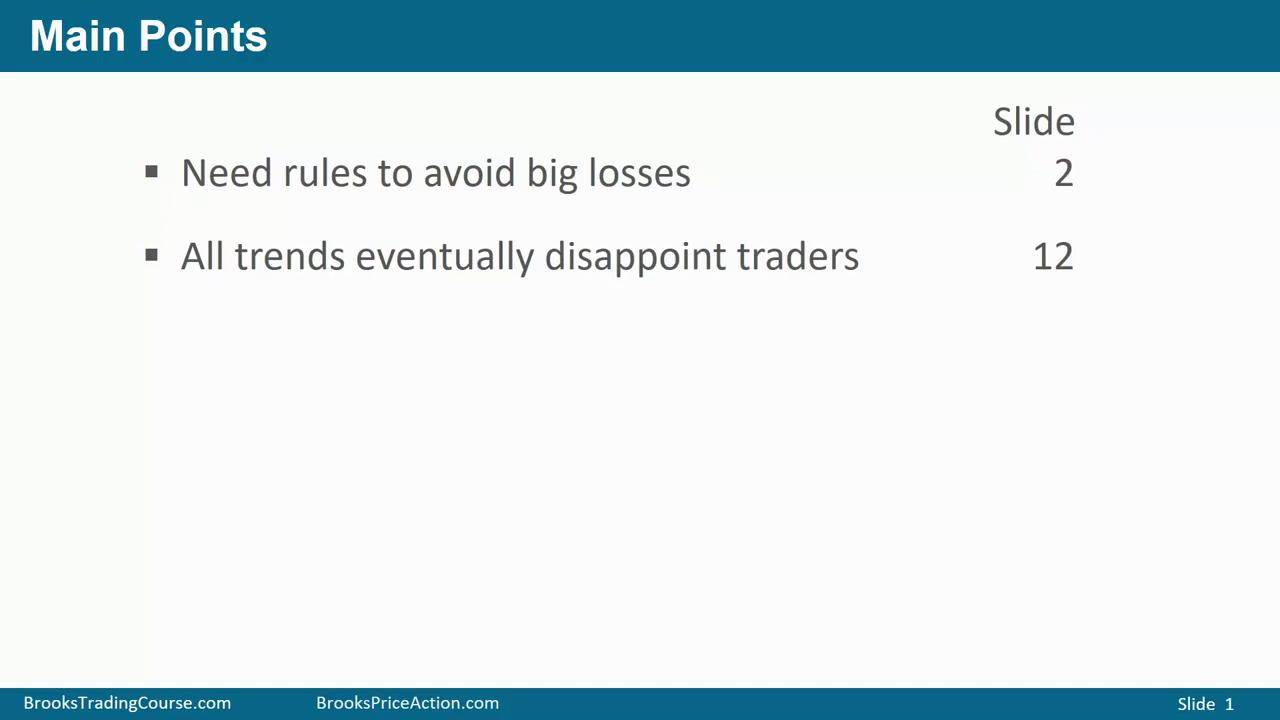 Main Points
Slide
▪ Need rules to avoid big losses 2
▪ All trends eventually disappoint traders 12
BrooksTradingCourse.com BrooksPriceAction.com Slide 1